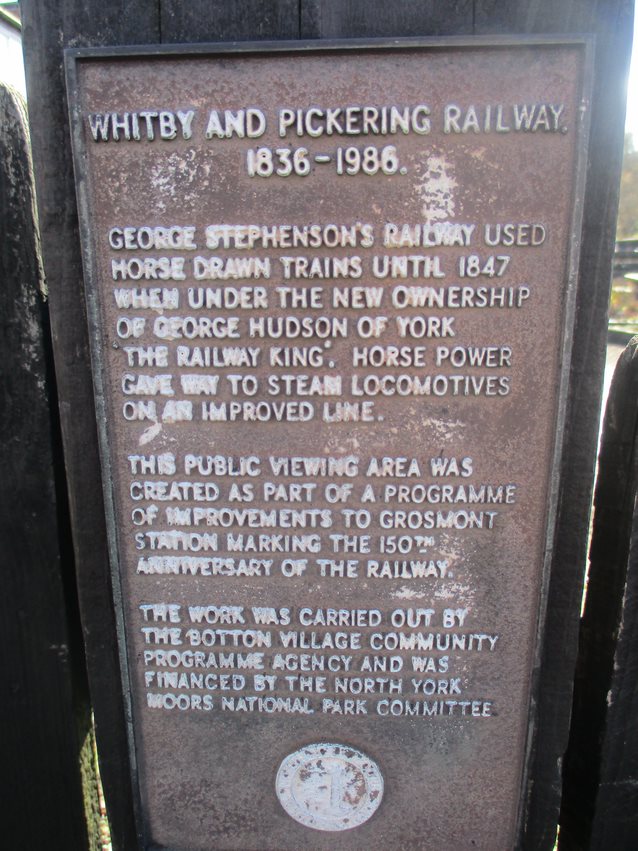 WHITBY AND PICKERING RAILWAY.
1836-1986.
GEORGE STEPHENSON'S RAILWAY USED
HORSE DRAWN TRAINS UNTIL 1847
WHEN UNDER THE NEW OWNERSHIP
OF GEORGE HUDSON OF YORK
'THE RAILWAY KING'. HORSE POWER
GAVE WAY TO STEAM LOCOMOTIVES
ON AN IMPROVED LINE.
THIS PUBLIC VIEWING AREA WAS
CREATED AS PART OF A PROGRAMME
OF IMPROVEMENTS TO GROSMONT
STATION MARKING THE 150TH
ANNIVERSARY OF THE RAILWAY.
THE WORK WAS CARRIED OUT BY
THE BOTTON VILLAGE COMMUNITY
PROGRAMME AGENCY AND WAS
FINANCED BY THE NORTH YORK
MOORS NATIONAL PARK COMMITTEE